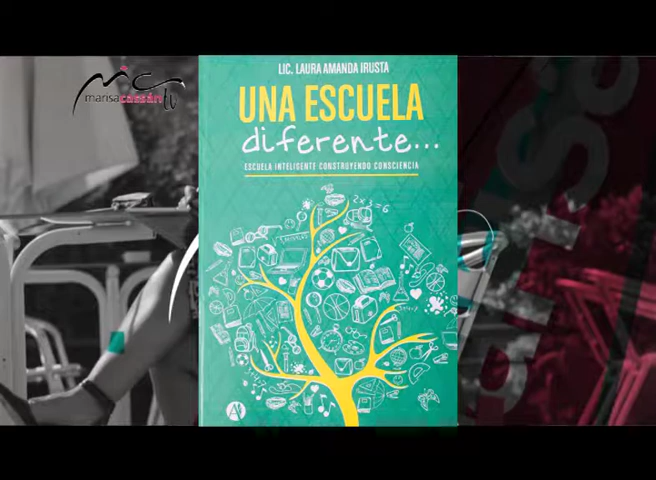 marisacassán tv
LIC. LAURA AMANDA IRUSTA
UNA ESCUELA
diferente...
ESCUELA INTELIGENTE CONSTRUYENDO CONSCIENCIA